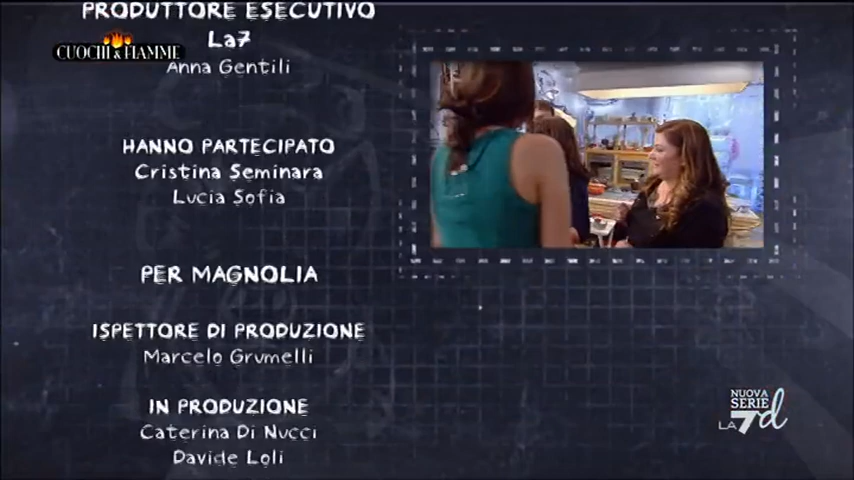 PRODUTTORE ESECUTIVO
La7
CUOCHI & FIAMME
Anna Gentili
HANNO PARTECIPATO
Cristina Seminara
Lucia Sofia
PER MAGNOLIA
ISPETTORE DI PRODUZIONE
Marcelo Grumelli
IN PRODUZIONE
Caterina Di Nucci
Davide Loli
NUOVA
SERIE
LA7d